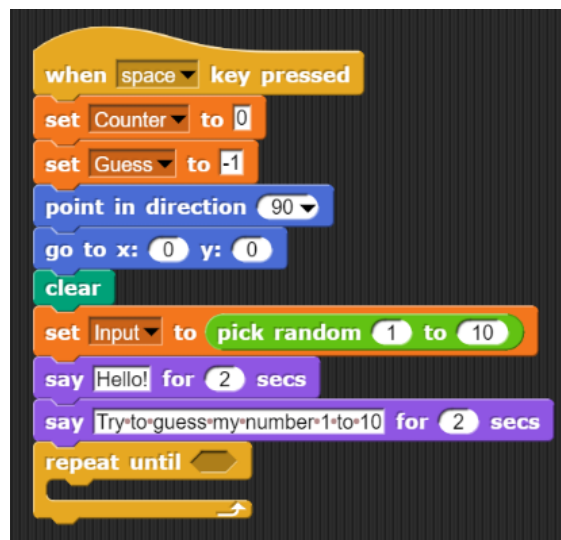 when space key pressed
set Counter to 0
set Guess to -1
point in direction 90
go to x: 0 y: 0
clear
set Input to pick random 1 to 10
say Hello! for 2 secs
say Try to guess my number 1 to 10 for 2 secs
repeat until